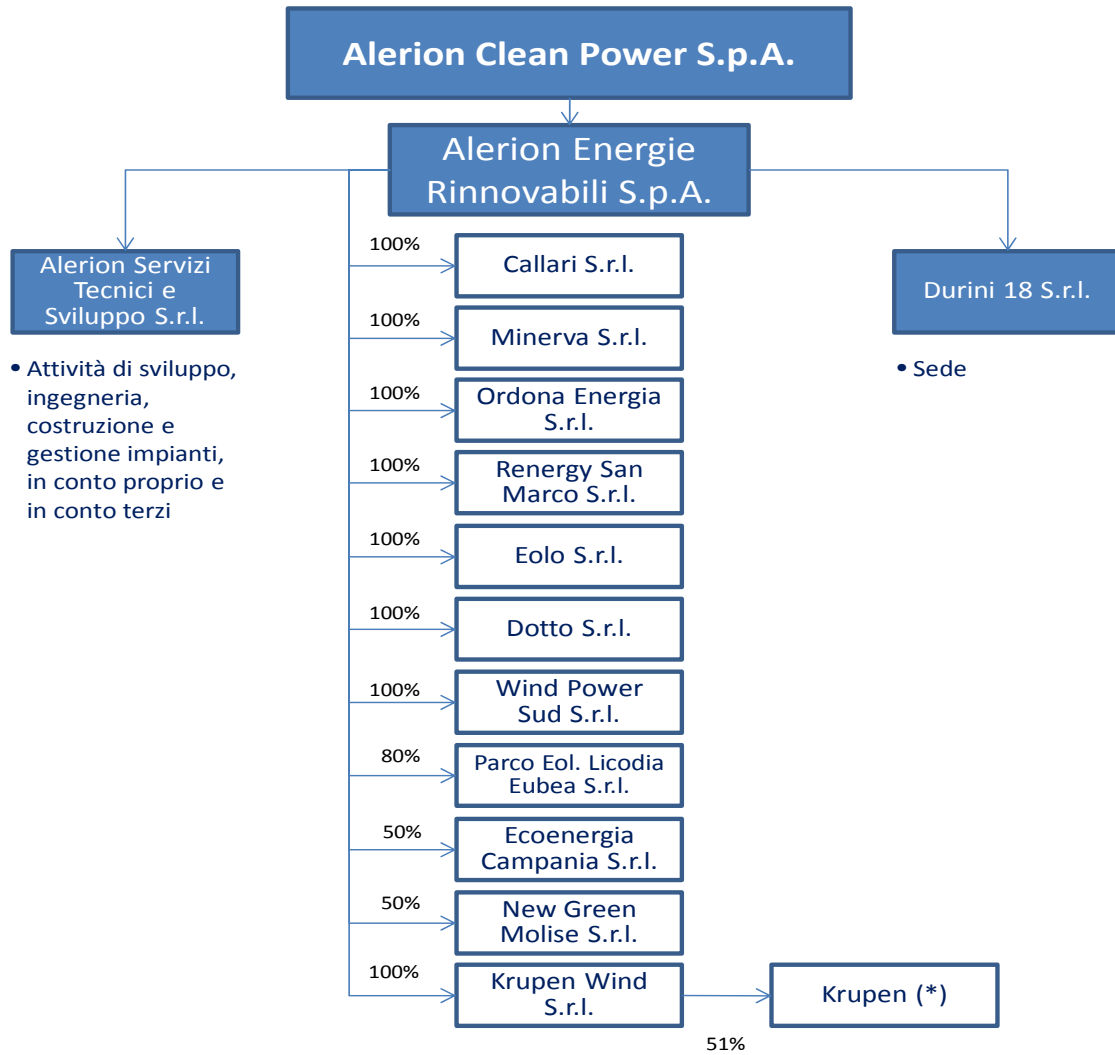 Alerion Clean Power S.p.A.
Alerion Energie
Rinnovabili S.p.A.
Alerion Servizi
Tecnici e
Sviluppo S.r.l.
• Attività di sviluppo,
ingegneria,
costruzione e
gestione impianti,
in conto proprio e
in conto terzi
100%
Callari S.r.l.
100%
Minerva S.r.l.
100%
Ordona Energia
S.r.l.
100%
Renergy San
Marco S.r.l.
100%
Eolo S.r.l.
100%
Dotto S.r.l.
100%
Wind Power
Sud S.r.l.
80%
Parco Eol. Licodia
Eubea S.r.l.
50%
Ecoenergia
Campania S.r.l.
50%
New Green
Molise S.r.l.
100%
Krupen Wind
S.r.l.
51%
Krupen (*)
Durini 18 S.r.l.
• Sede